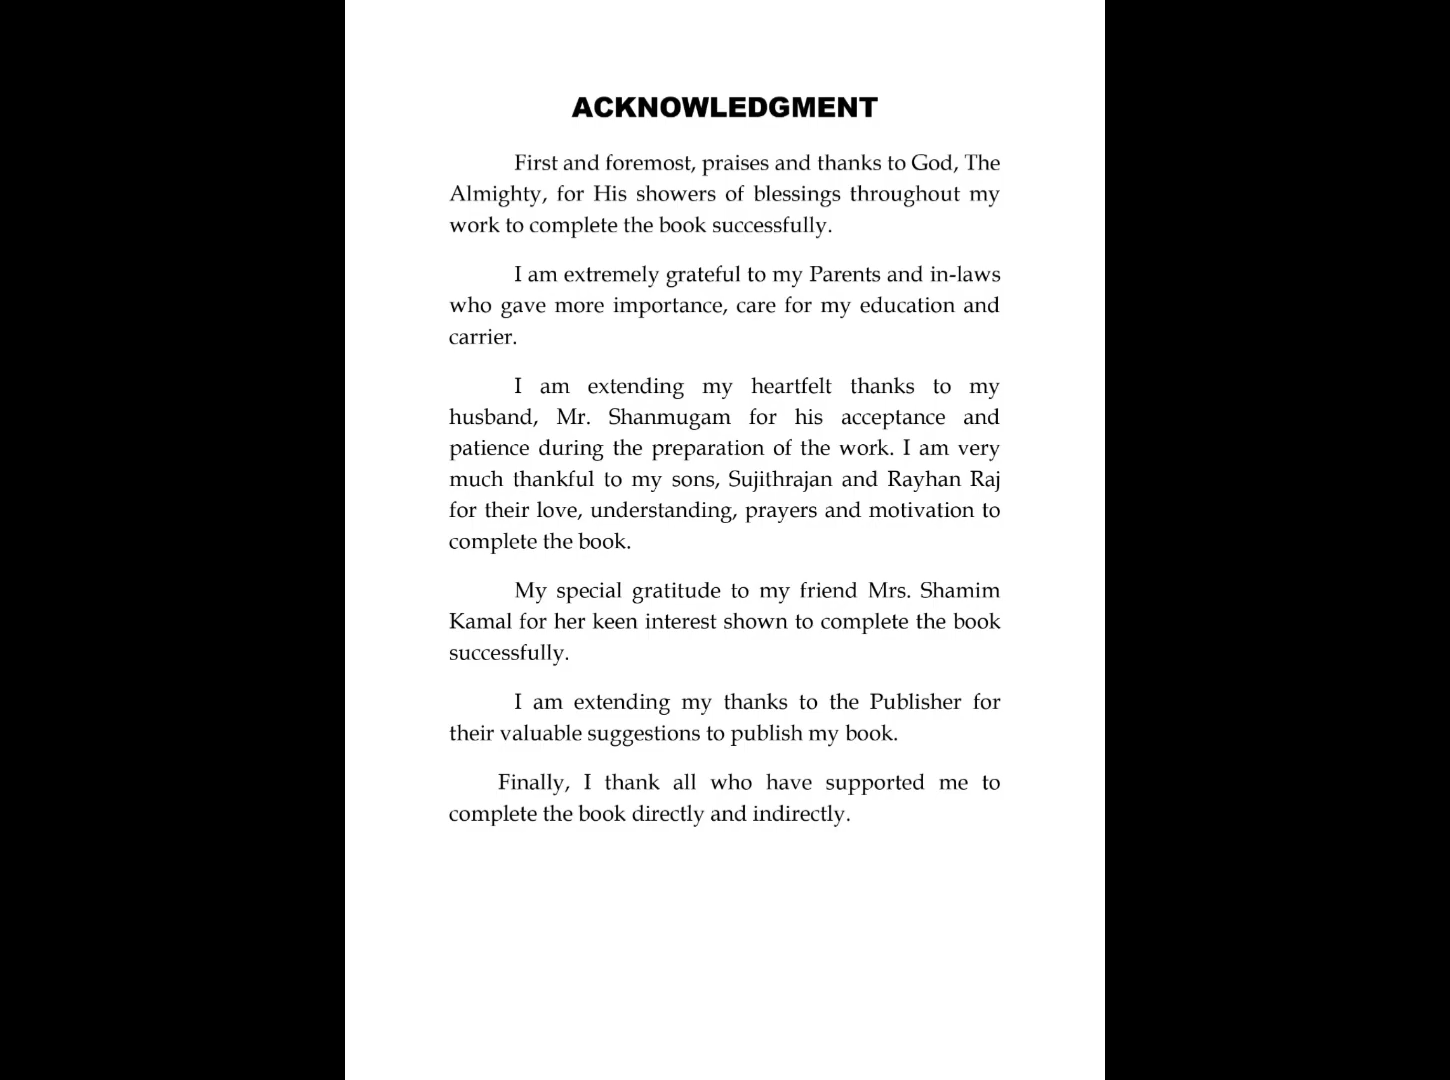 ACKNOWLEDGMENT
First and foremost, praises and thanks to God, The
Almighty, for His showers of blessings throughout my
work to complete the book successfully.
I am extremely grateful to my Parents and in-laws
who gave more importance, care for my education and
carrier.
I am extending my heartfelt thanks to my
husband, Mr. Shanmugam for his acceptance and
patience during the preparation of the work. I am very
much thankful to my sons, Sujithrajan and Rayhan Raj
for their love, understanding, prayers and motivation to
complete the book.
My special gratitude to my friend Mrs. Shamim
Kamal for her keen interest shown to complete the book
successfully.
I am extending my thanks to the Publisher for
their valuable suggestions to publish my book.
Finally, I thank all who have supported me to
complete the book directly and indirectly.